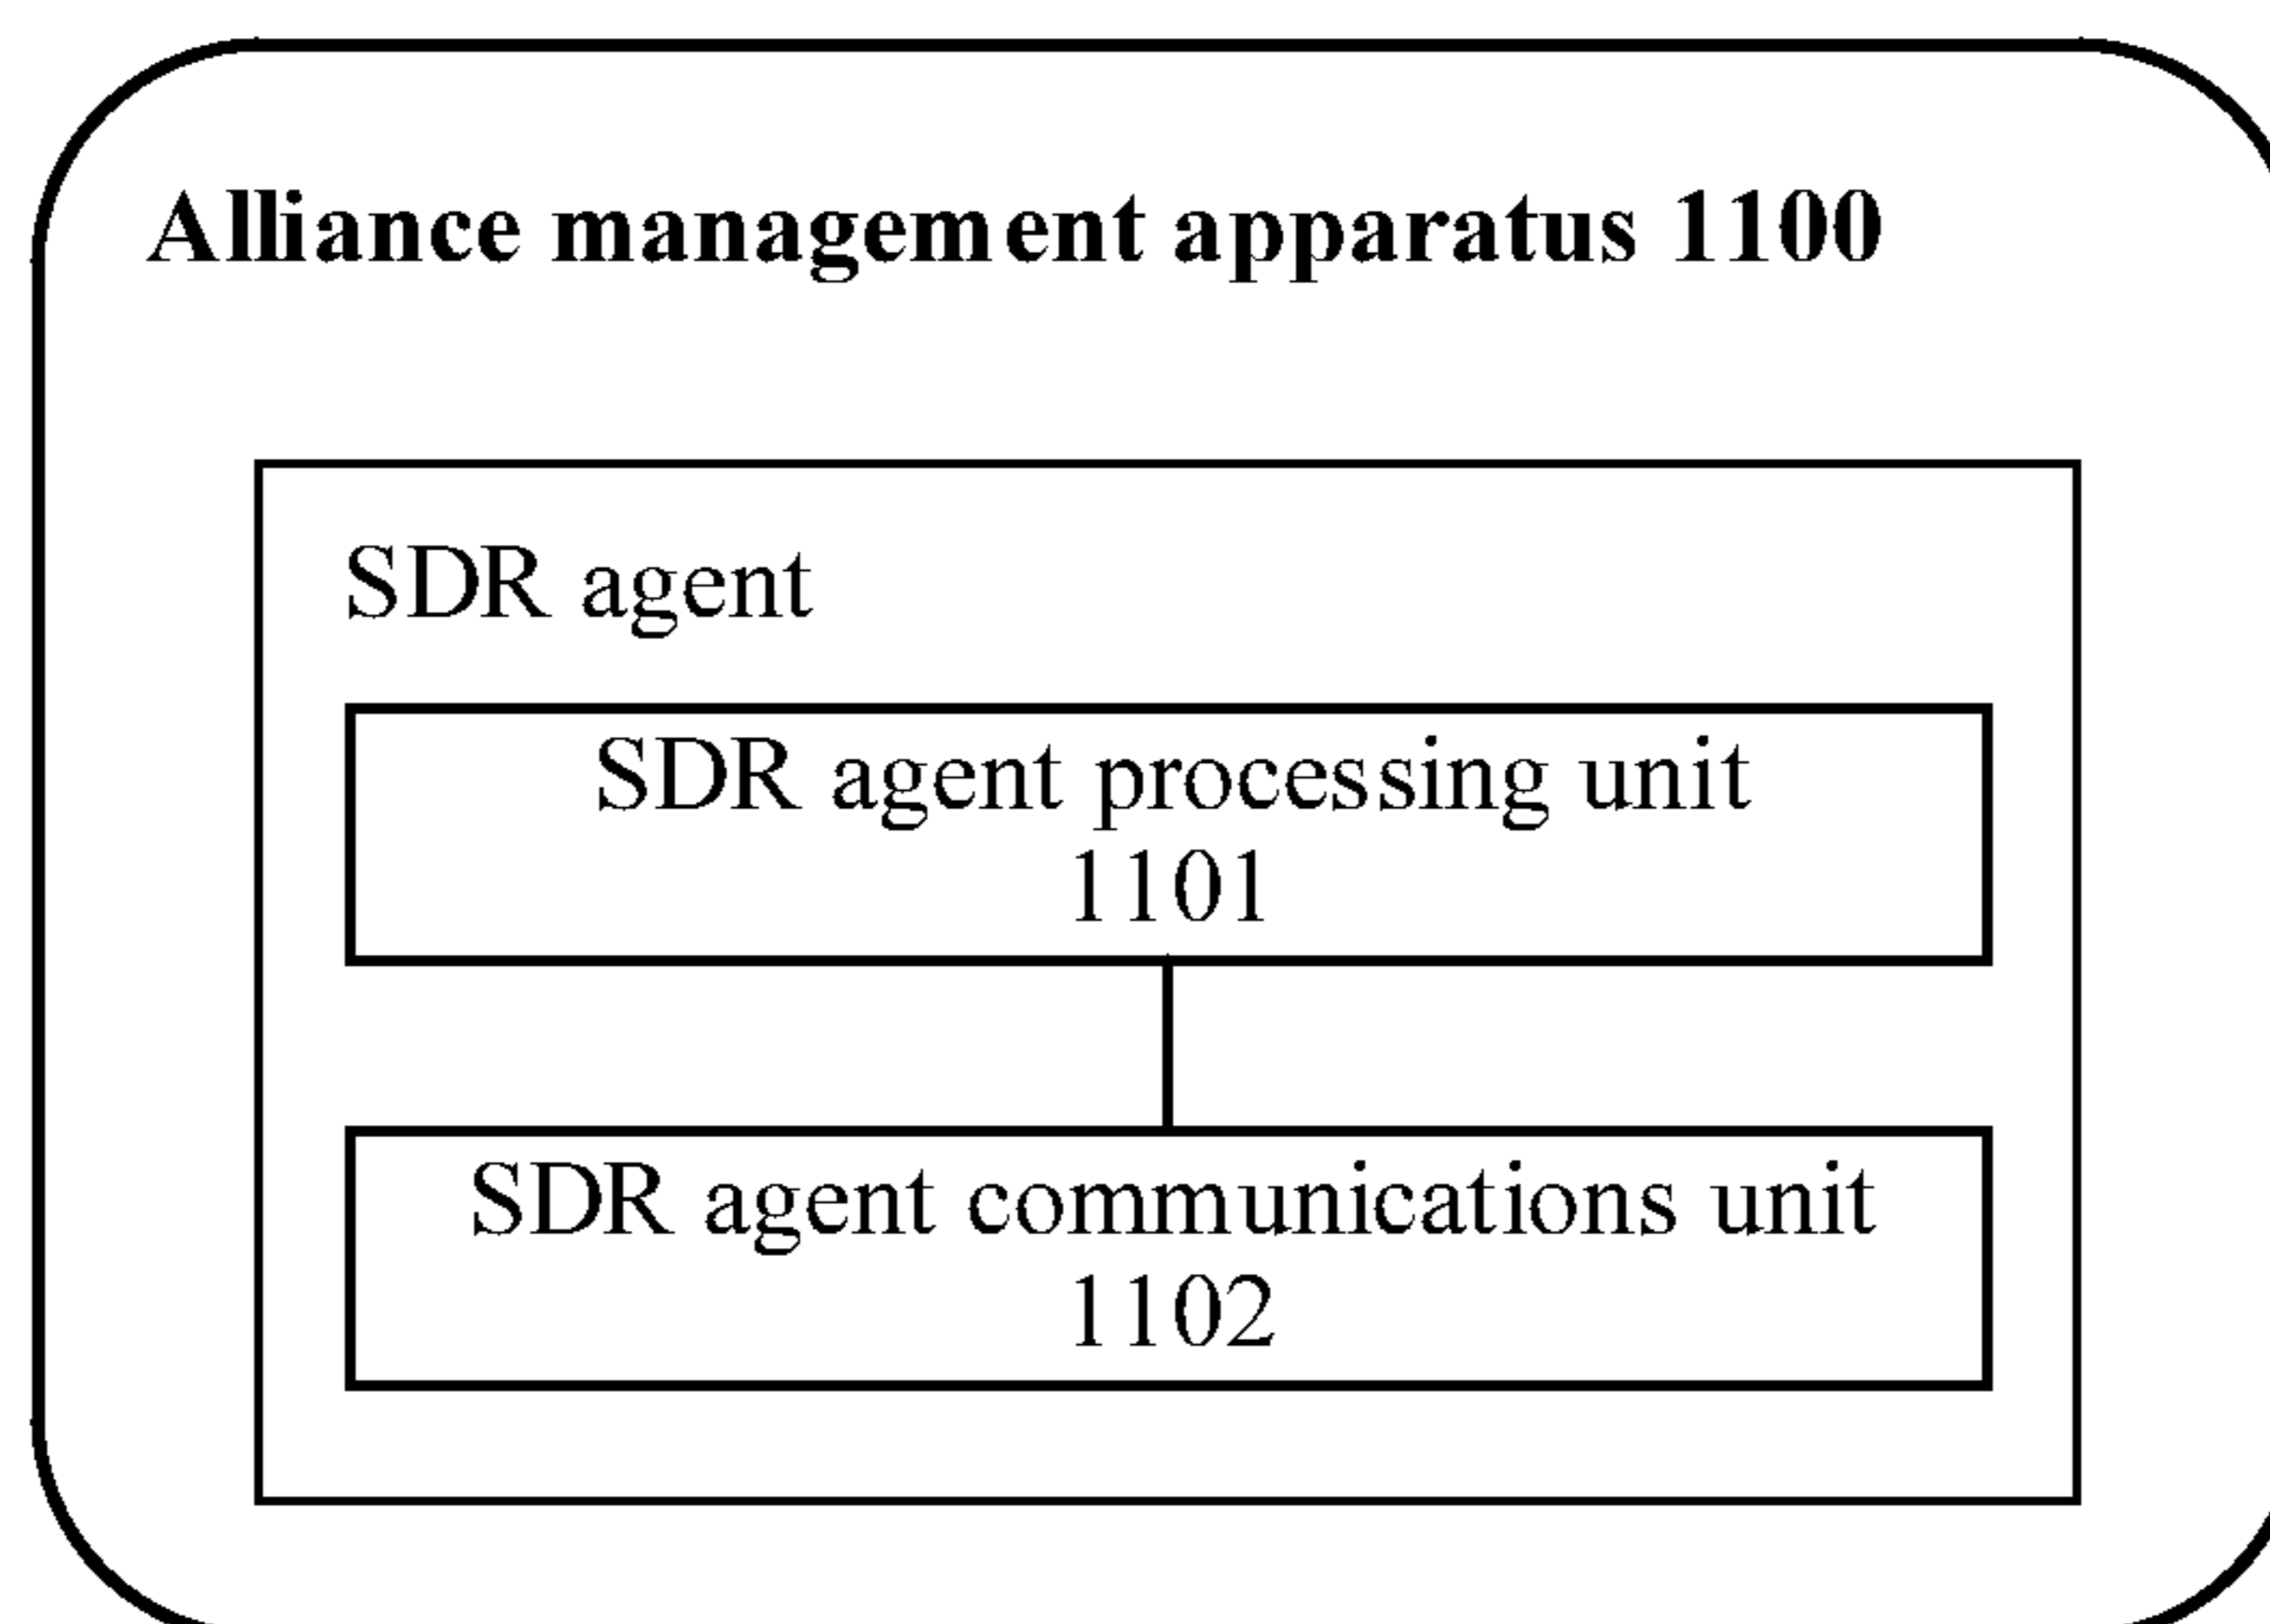 Alliance management apparatus 1100
SDR agent
SDR agent processing unit
1101
SDR agent communications unit
1102